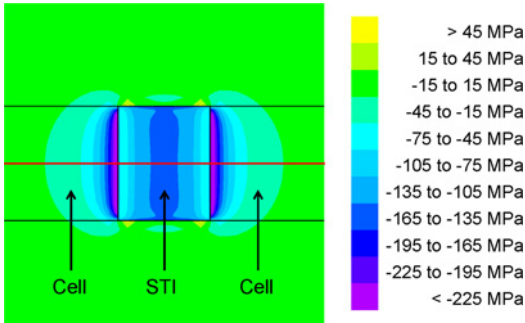 > 45 MPa
15 to 45 MPa
-15 to 15 MPa
-45 to -15 MPa
-75 to -45 MPa
-105 to -75 MPa
-135 to -105 MPa
-165 to -135 MPa
-195 to -165 MPa
-225 to -195 MPa
< -225 MPa
Cell STI Cell